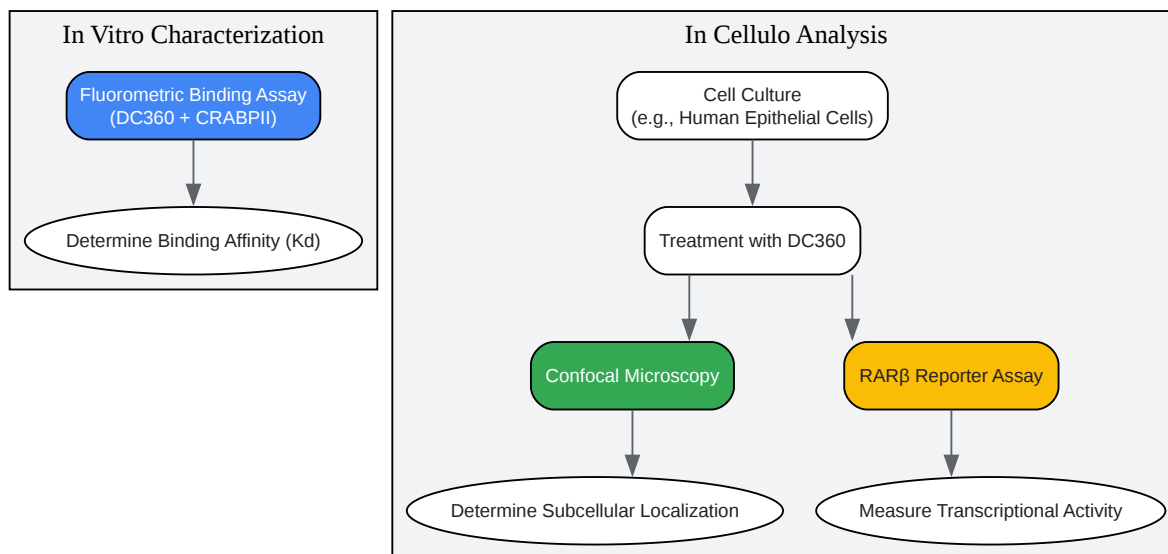 In Vitro Characterization
Fluorometric Binding Assay
(DC360 + CRABPII)
Determine Binding Affinity (Kd)
In Cellulo Analysis
Cell Culture
(e.g., Human Epithelial Cells)
Treatment with DC360
Confocal Microscopy
RARβ Reporter Assay
Determine Subcellular Localization
Measure Transcriptional Activity